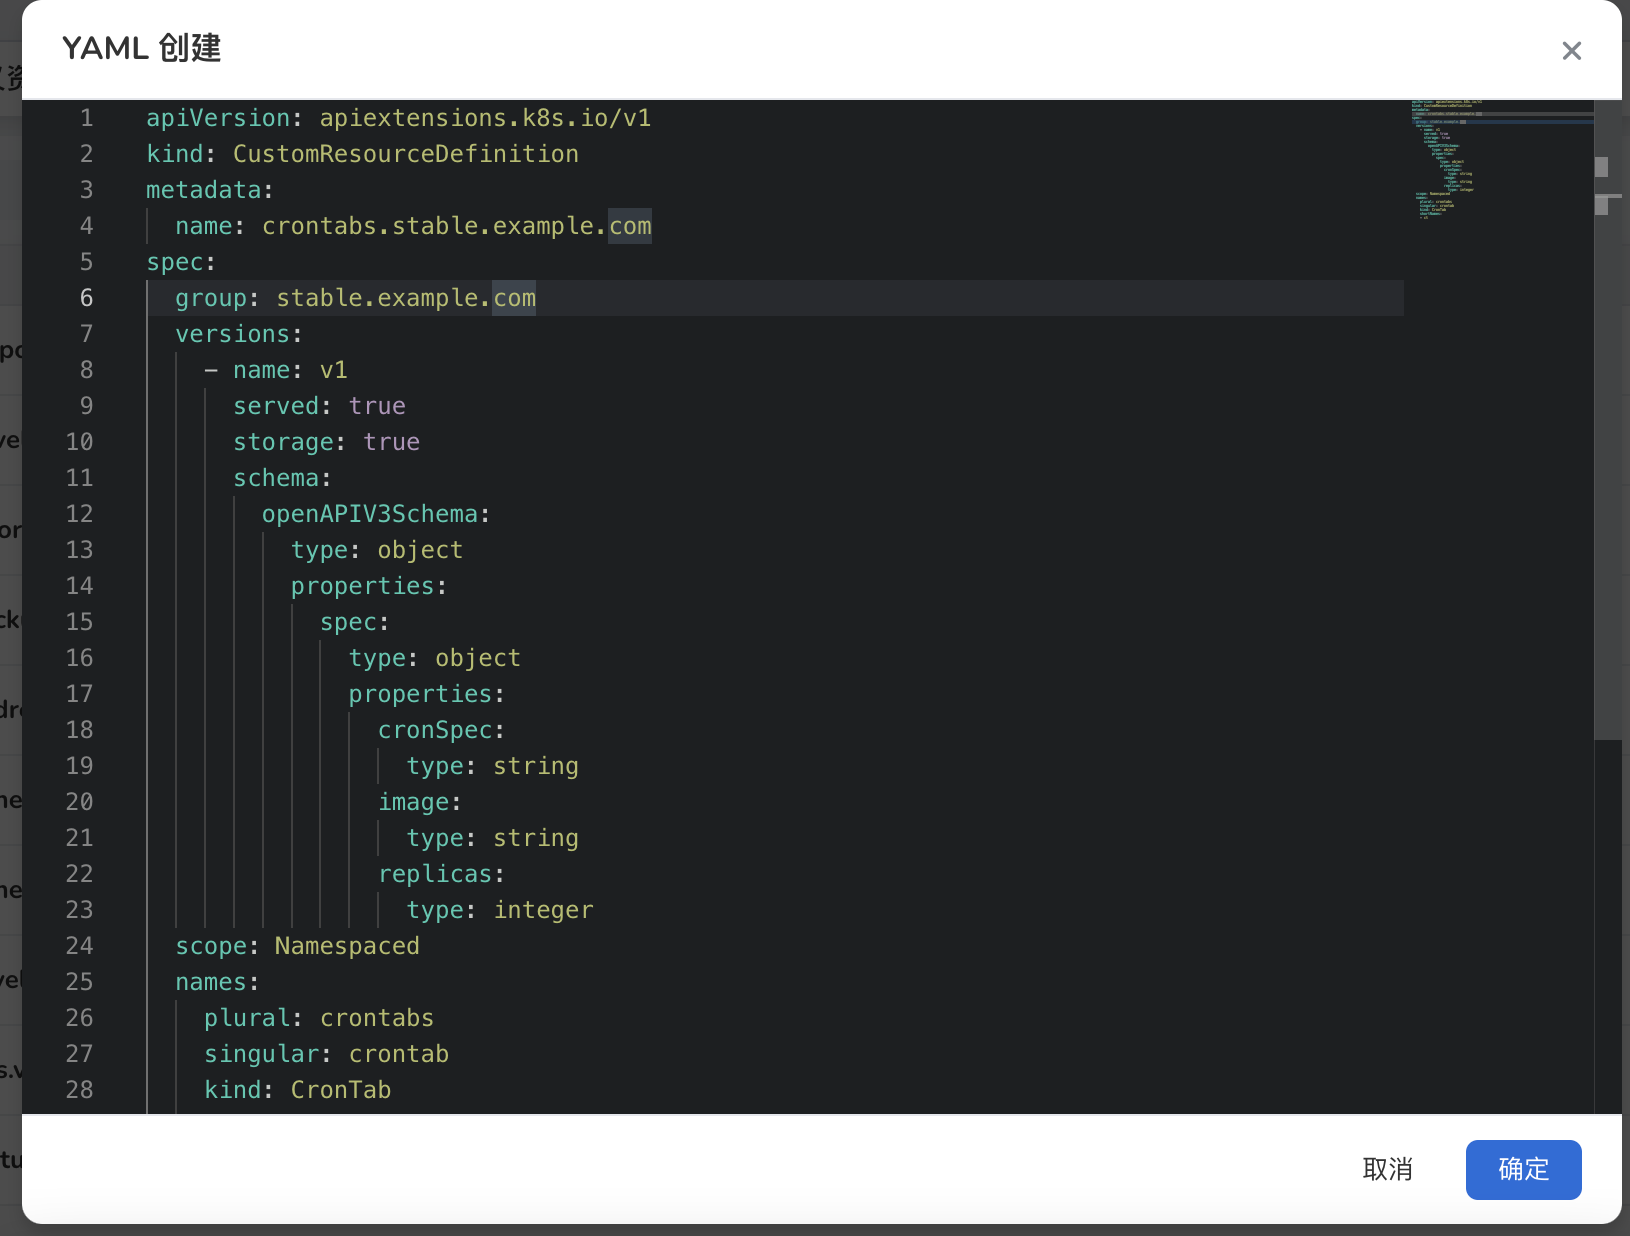 YAML 创建
1 apiVersion: apiextensions.k8s.io/v1
2 kind: CustomResourceDefinition
3 metadata:
4   name: crontabs.stable.example.com
5 spec:
6   group: stable.example.com
7   versions:
8     - name: v1
9       served: true
10       storage: true
11       schema:
12         openAPIV3Schema:
13           type: object
14           properties:
15             spec:
16               type: object
17               properties:
18                 cronSpec:
19                   type: string
20                 image:
21                   type: string
22                 replicas:
23                   type: integer
24   scope: Namespaced
25   names:
26     plural: crontabs
27     singular: crontab
28     kind: CronTab
取消 确定